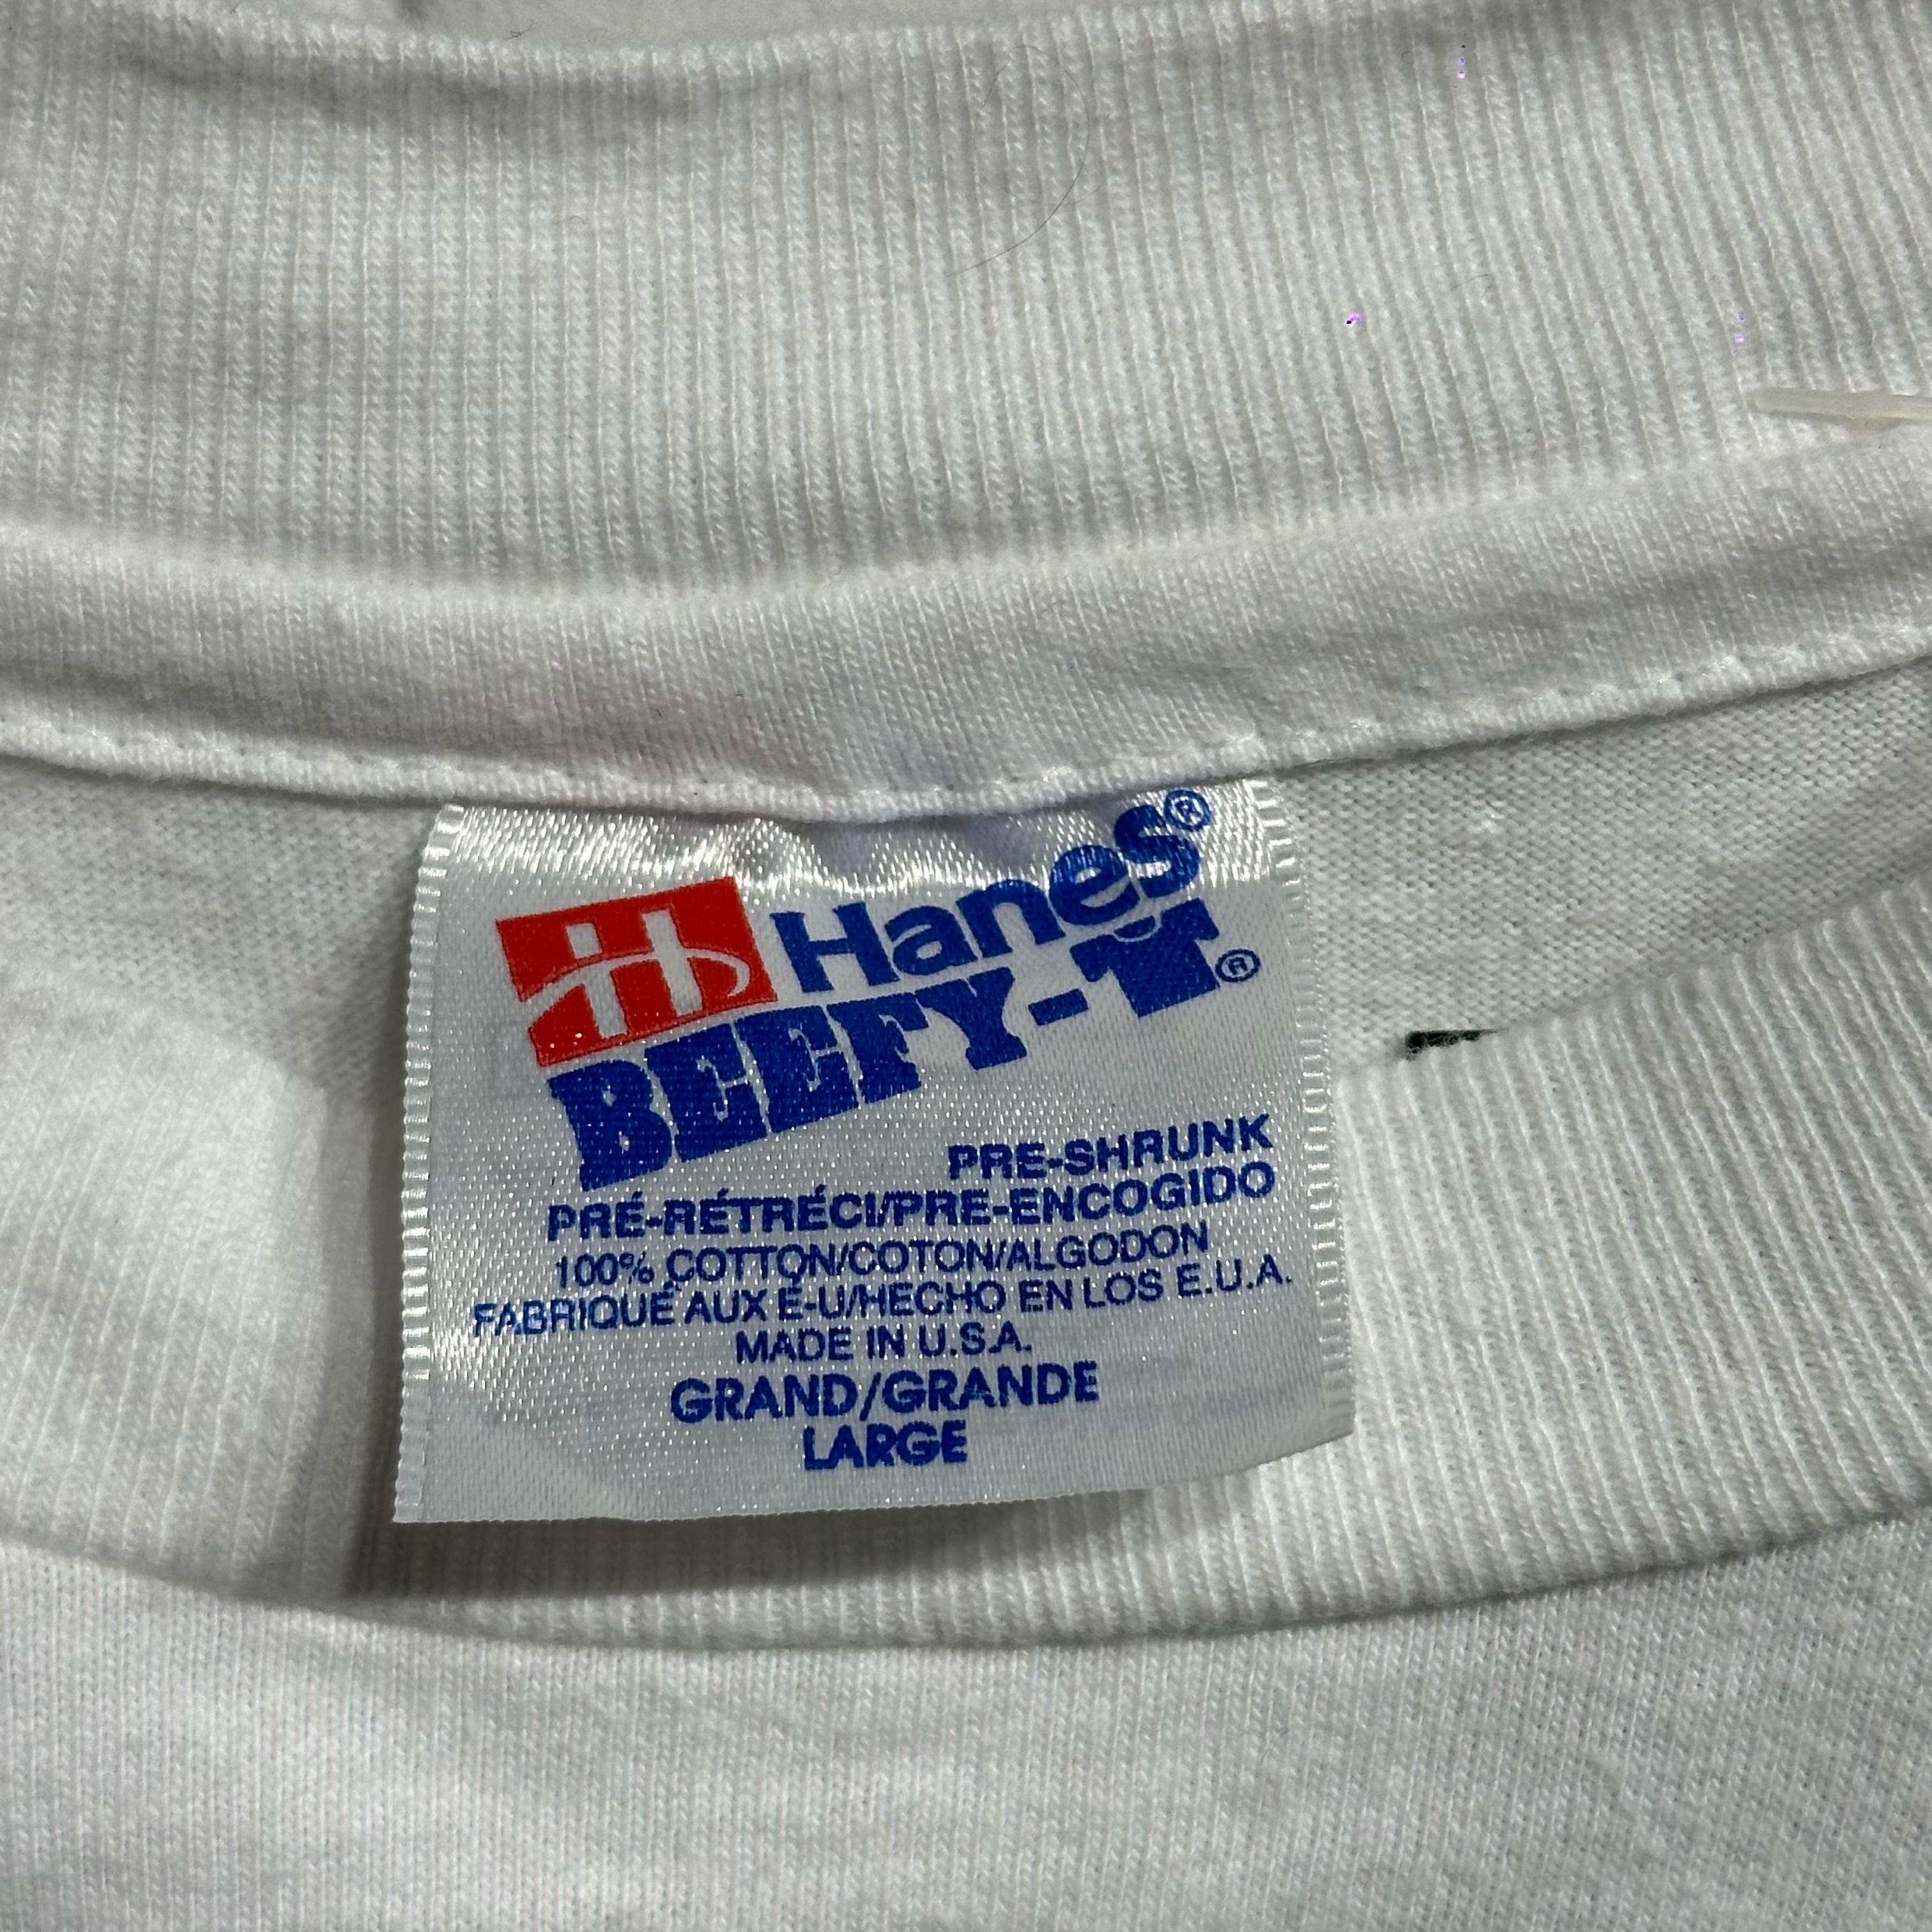 Hanes®
BEEFY-T®
PRE-SHRUNK
PRÉ-RÉTRÉCI/PRE-ENCOGIDO
100% COTTON/COTON/ALGODON
FABRIQUÉ AUX É-U/HECHO EN LOS E.U.A.
MADE IN U.S.A.
GRAND/GRANDE
LARGE